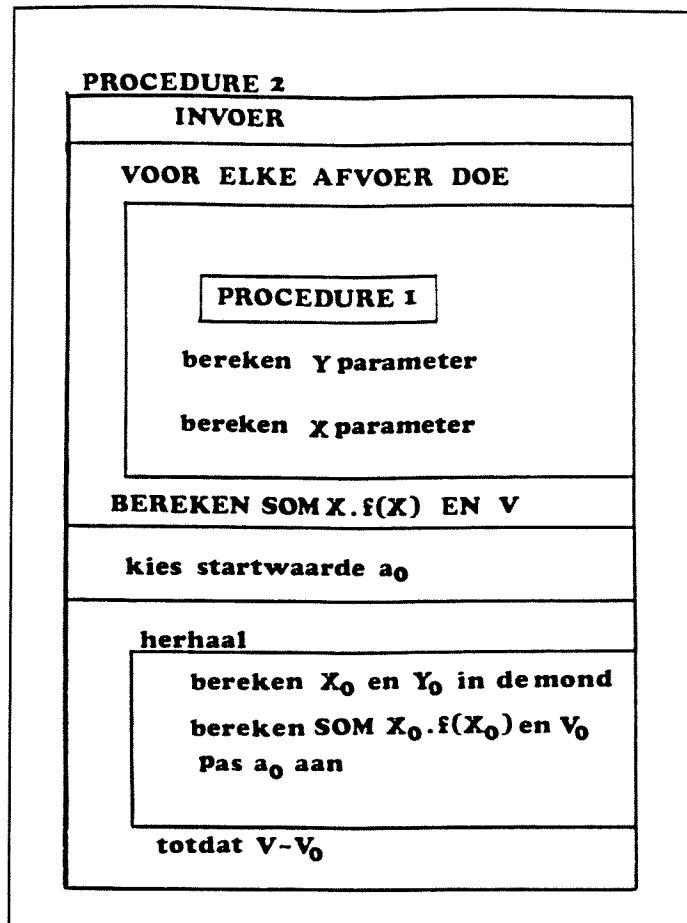 PROCEDURE 2
INVOER
VOOR ELKE AFVOER DOE
PROCEDURE 1
bereken Y parameter
bereken X parameter
BEREKEN SOM X.f(X) EN V
kies startwaarde a₀
herhaal
bereken X₀ en Y₀ in de mond
bereken SOM X₀.f(X₀) en V₀
Pas a₀ aan
totdat V~V₀